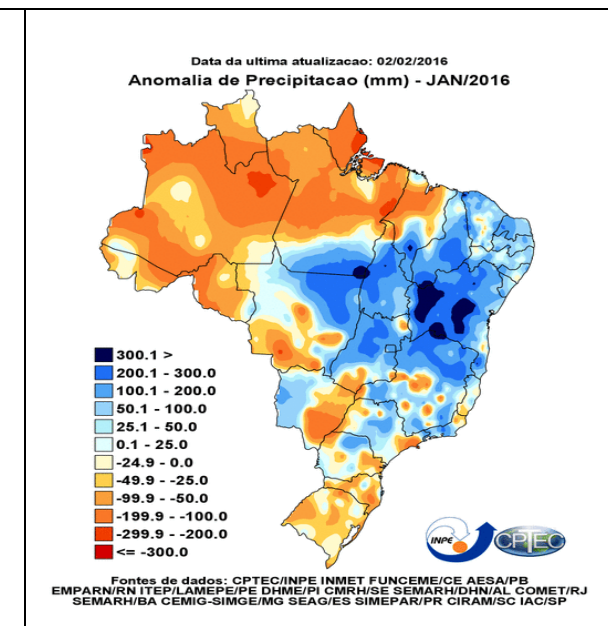 Data da ultima atualizacao: 02/02/2016
Anomalia de Precipitacao (mm) - JAN/2016
300.1 >
200.1 - 300.0
100.1 - 200.0
50.1 - 100.0
25.1 - 50.0
0.1 - 25.0
-24.9 - 0.0
-49.9 - -25.0
-99.9 - -50.0
-199.9 - -100.0
-299.9 - -200.0
<= -300.0
INPE
CPTEC
Fontes de dados: CPTEC/INPE INMET FUNCEME/CE AESA/PB
EMPARN/RN ITEP/LAMEPE/PE DHME/PI CMRH/SE SEMARH/DHN/AL COMET/RJ
SEMARH/BA CEMIG-SIMGE/MG SEAG/ES SIMEPAR/PR CIRAM/SC IAC/SP